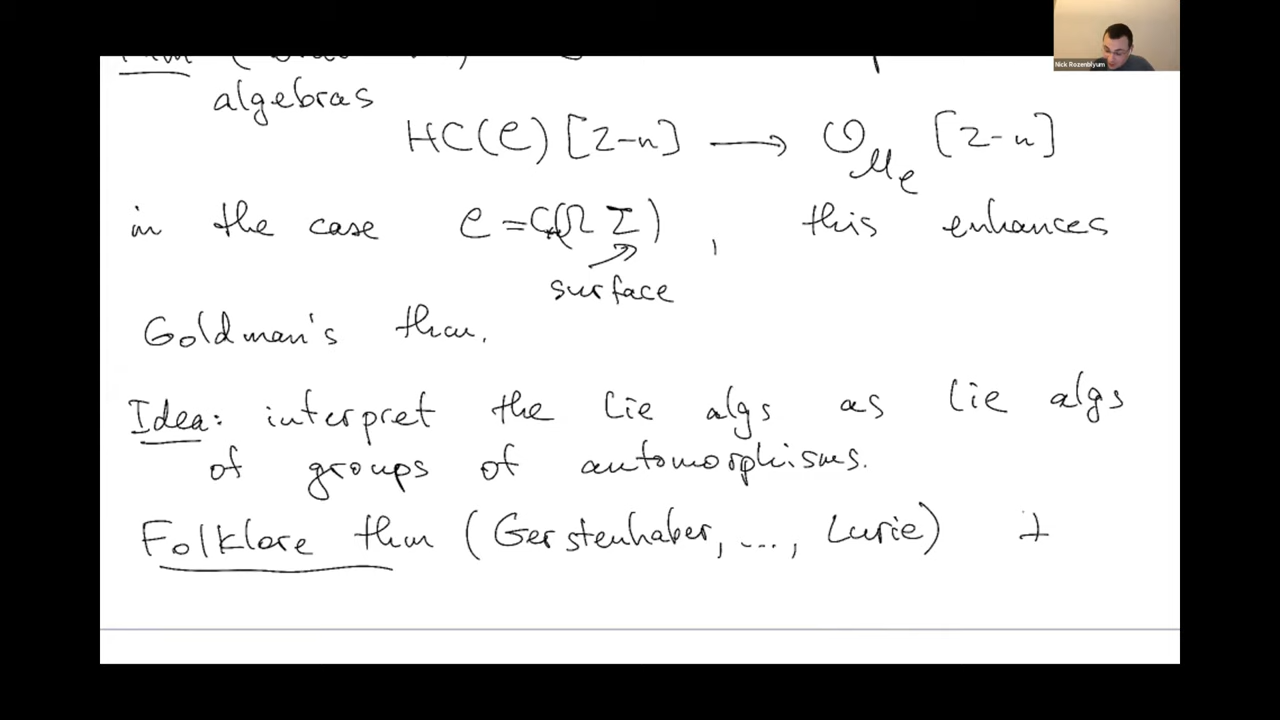 Nick Rozenblyum
algebras
HC(C)[2-n] ⟶ O_{M_C} [2-n]
in the case C = C_*(Ω Σ), this enhances
surface
Goldman's thm.
Idea: interpret the Lie algs as Lie algs
of groups of automorphisms.
Folklore thm (Gerstenhaber, ..., Lurie)